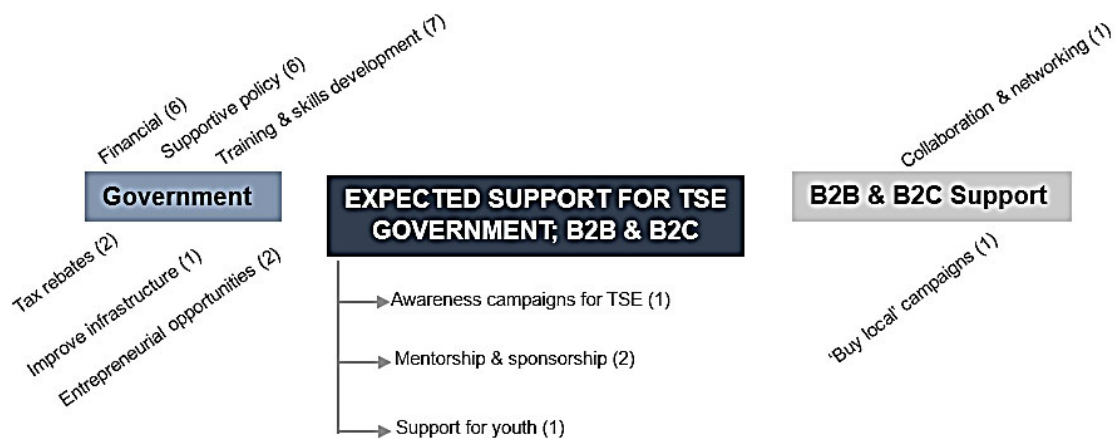 Financial (6)
Supportive policy (6)
Training & skills development (7)
Collaboration & networking (1)
Government
EXPECTED SUPPORT FOR TSE
GOVERNMENT; B2B & B2C
B2B & B2C Support
Tax rebates (2)
Improve infrastructure (1)
Entrepreneurial opportunities (2)
Awareness campaigns for TSE (1)
Mentorship & sponsorship (2)
Support for youth (1)
'Buy local' campaigns (1)